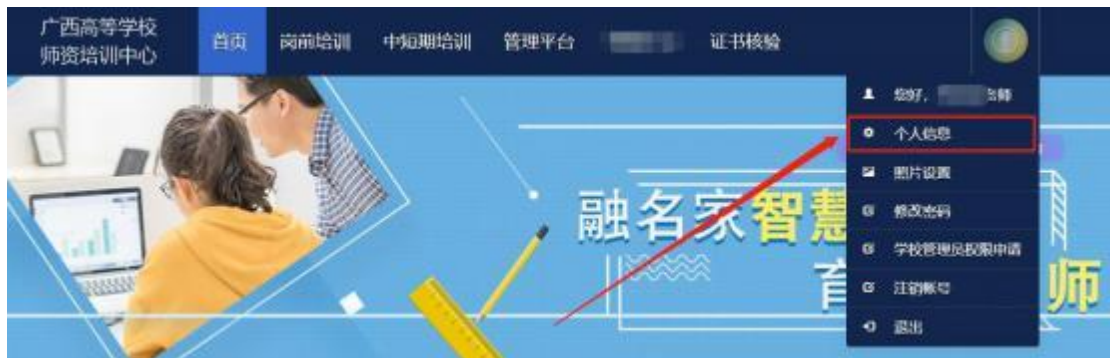 广西高等学校
师资培训中心
首页 岗前培训 中短期培训 管理平台 证书核验
您好， 老师
个人信息
照片设置
修改密码
学校管理员权限申请
注销账号
退出
融名家智慧
育 师